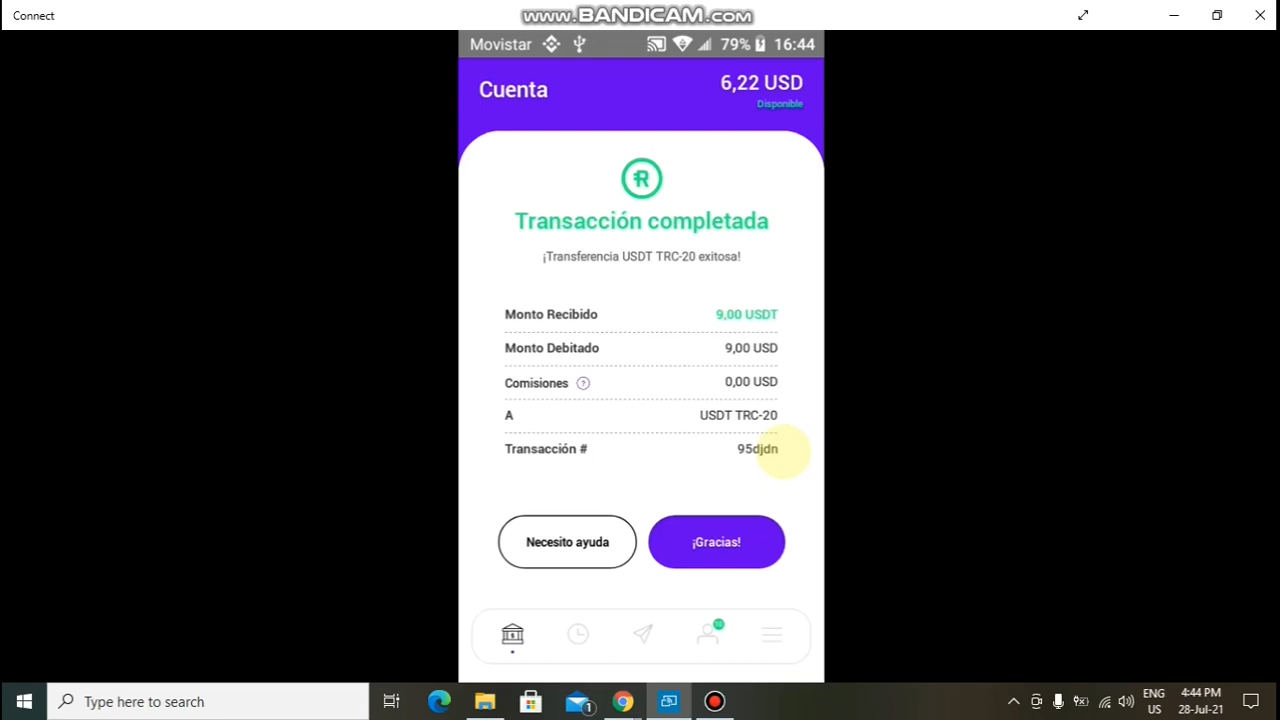 Connect
www.BANDICAM.com
Movistar 79% 16:44
Cuenta 6,22 USD
Disponible
Transacción completada
¡Transferencia USDT TRC-20 exitosa!
Monto Recibido 9,00 USDT
Monto Debitado 9,00 USD
Comisiones ? 0,00 USD
A USDT TRC-20
Transacción # 95djdn
Necesito ayuda ¡Gracias!
10
Type here to search 1 ENG 4:44 PM
US 28-Jul-21